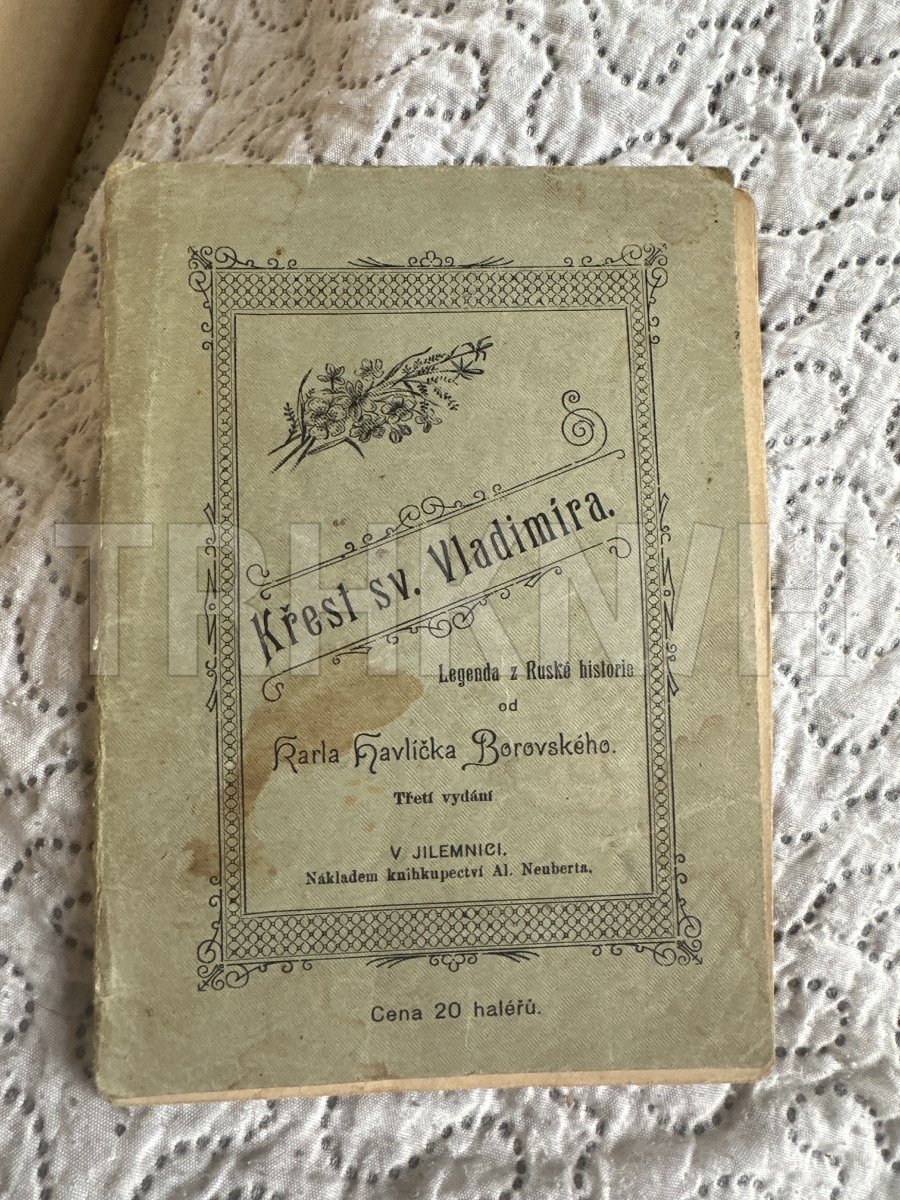 Křest sv. Vladimíra.
Legenda z Ruské historie
od
Karla Havlíčka Borovského.
Třetí vydání
V JILEMNICI.
Nákladem knihkupectví Al. Neuberta.
Cena 20 haléřů.
TRHKNVH